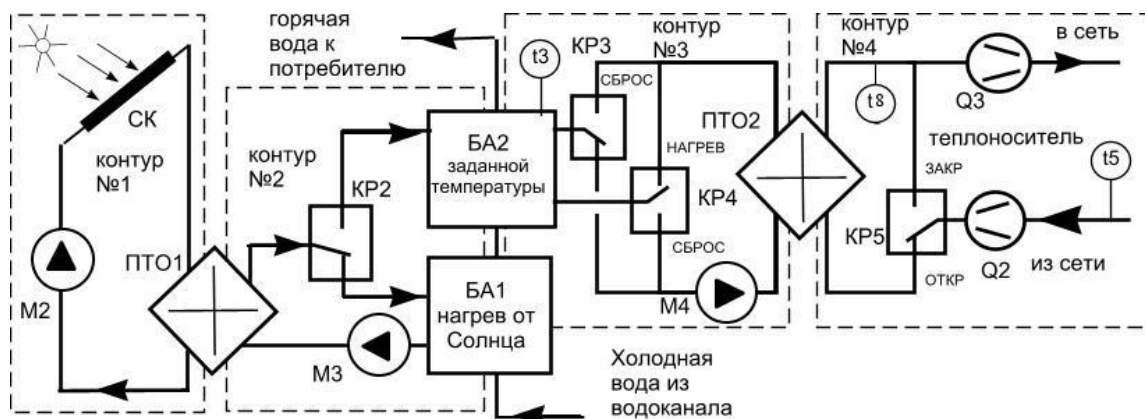 горячая
вода к
потребителю
t3
КР3
СБРОС
контур
№3
контур
№4
в сеть
Q3
t8
теплоноситель
t5
СК
контур
№1
контур
№2
КР2
БА2
заданной
температуры
НАГРЕВ
КР4
СБРОС
ПТО2
ЗАКР
КР5
ОТКР
Q2
из сети
ПТО1
М2
М3
БА1
нагрев от
Солнца
М4
Холодная
вода из
водоканала